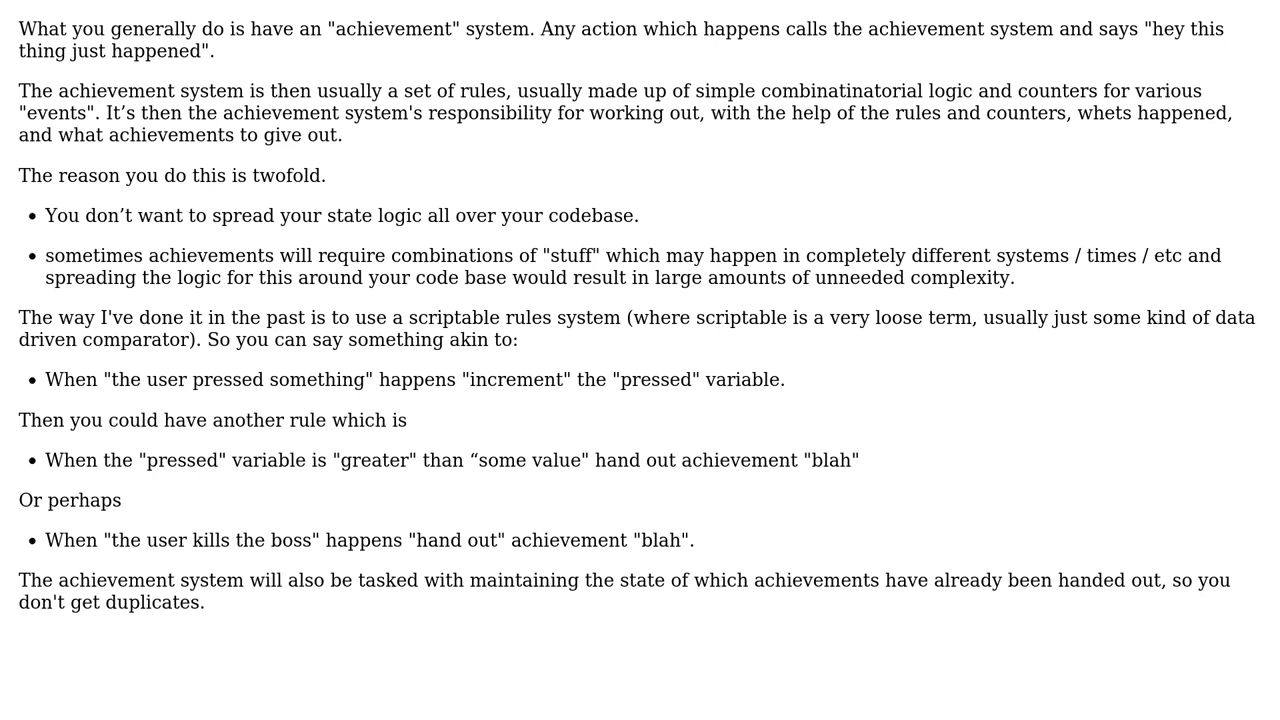 What you generally do is have an "achievement" system. Any action which happens calls the achievement system and says "hey this
thing just happened".
The achievement system is then usually a set of rules, usually made up of simple combinatinatorial logic and counters for various
"events". It’s then the achievement system's responsibility for working out, with the help of the rules and counters, whets happened,
and what achievements to give out.
The reason you do this is twofold.
• You don’t want to spread your state logic all over your codebase.
• sometimes achievements will require combinations of "stuff" which may happen in completely different systems / times / etc and
spreading the logic for this around your code base would result in large amounts of unneeded complexity.
The way I've done it in the past is to use a scriptable rules system (where scriptable is a very loose term, usually just some kind of data
driven comparator). So you can say something akin to:
• When "the user pressed something" happens "increment" the "pressed" variable.
Then you could have another rule which is
• When the "pressed" variable is "greater" than “some value" hand out achievement "blah"
Or perhaps
• When "the user kills the boss" happens "hand out" achievement "blah".
The achievement system will also be tasked with maintaining the state of which achievements have already been handed out, so you
don't get duplicates.